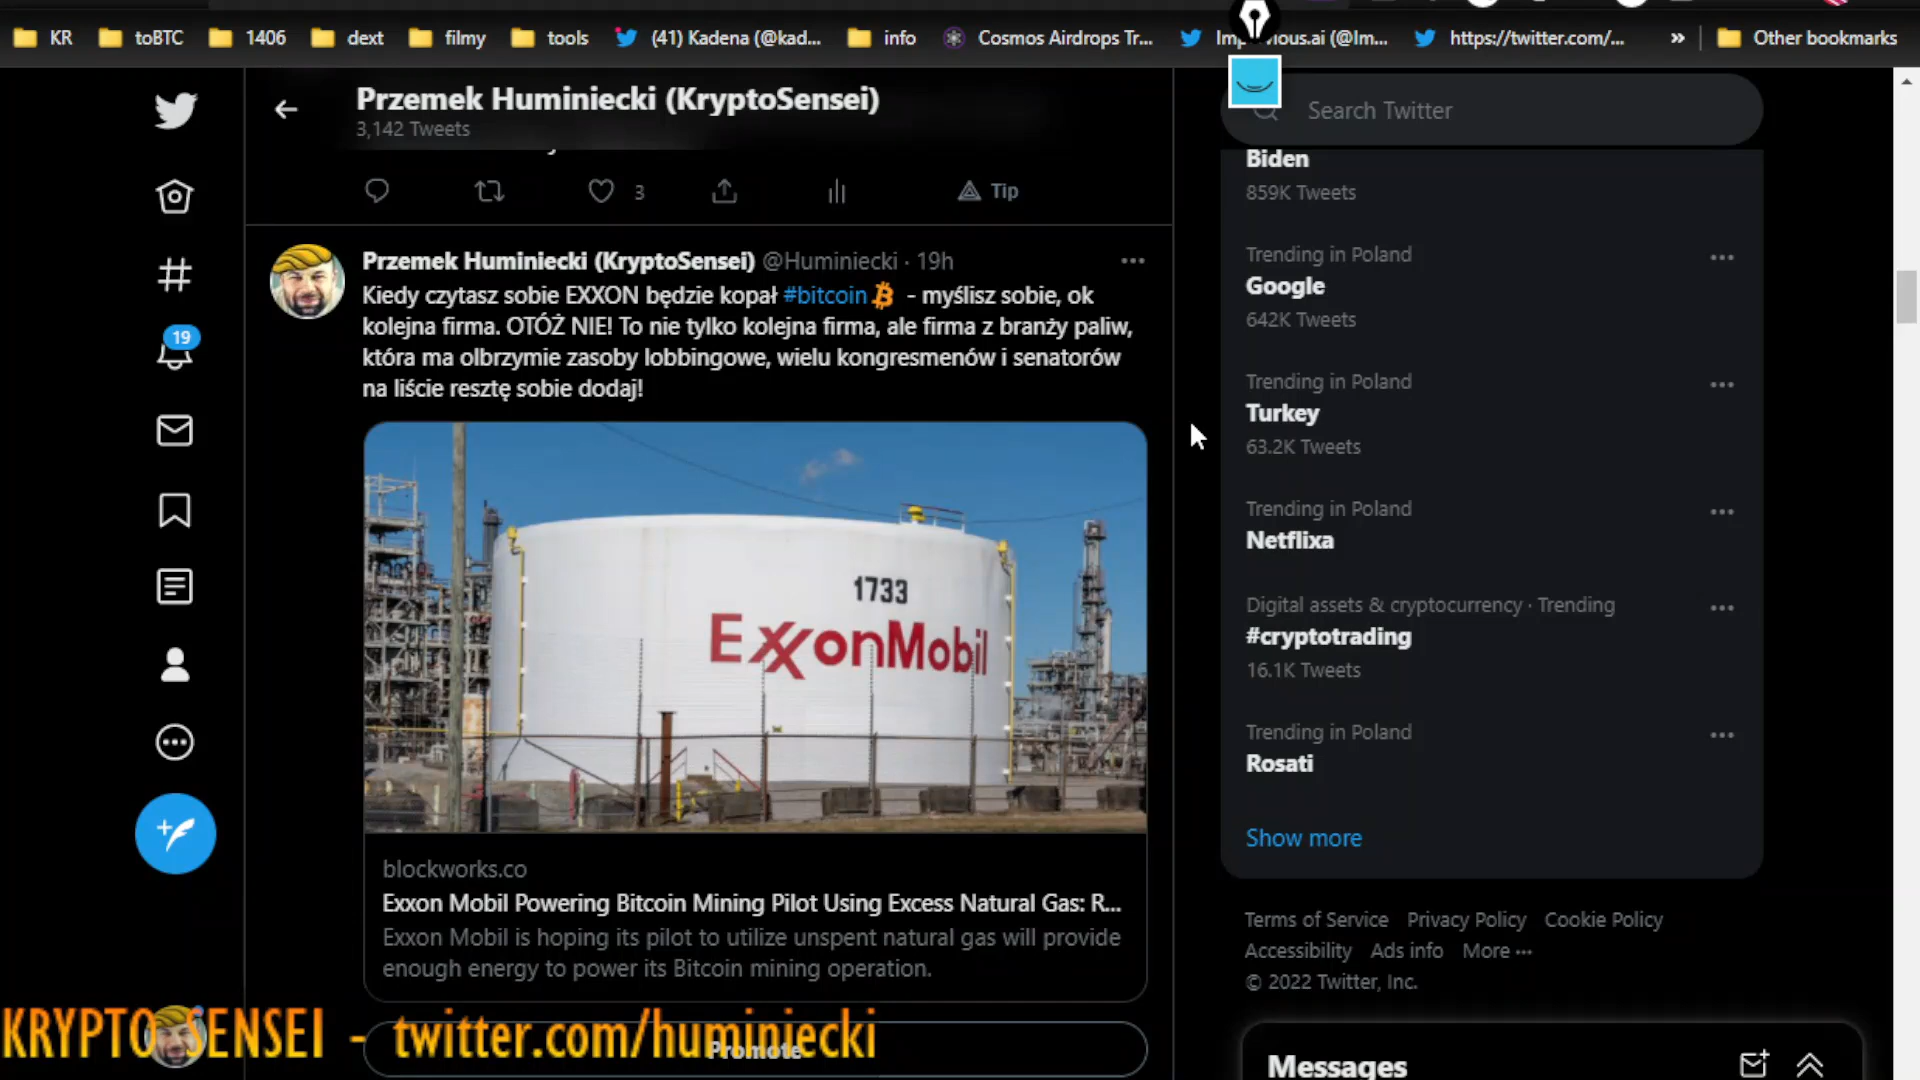 KR
toBTC
1406
dext
filmy
tools
(41) Kadena (@kad...
info
Cosmos Airdrops Tr...
https://twitter.com/...
»
Other bookmarks
Przemek Huminiecki (KryptoSensei)
3,142 Tweets
3
Tip
19
Przemek Huminiecki (KryptoSensei) @Huminiecki · 19h
Kiedy czytasz sobie EXXON będzie kopał #bitcoin - myślisz sobie, ok
kolejna firma. OTÓŻ NIE! To nie tylko kolejna firma, ale firma z branży paliw,
która ma olbrzymie zasoby lobbingowe, wielu kongresmenów i senatorów
na liście resztę sobie dodaj!
1733
ExxonMobil
blockworks.co
Exxon Mobil Powering Bitcoin Mining Pilot Using Excess Natural Gas: R...
Exxon Mobil is hoping its pilot to utilize unspent natural gas will provide
enough energy to power its Bitcoin mining operation.
Promote
KRYPTO SENSEI - twitter.com/huminiecki
Search Twitter
Biden
859K Tweets
Trending in Poland
Google
642K Tweets
Trending in Poland
Turkey
63.2K Tweets
Trending in Poland
Netflixa
Digital assets & cryptocurrency · Trending
#cryptotrading
16.1K Tweets
Trending in Poland
Rosati
Show more
Terms of Service Privacy Policy Cookie Policy
Accessibility Ads info More ···
© 2022 Twitter, Inc.
Messages